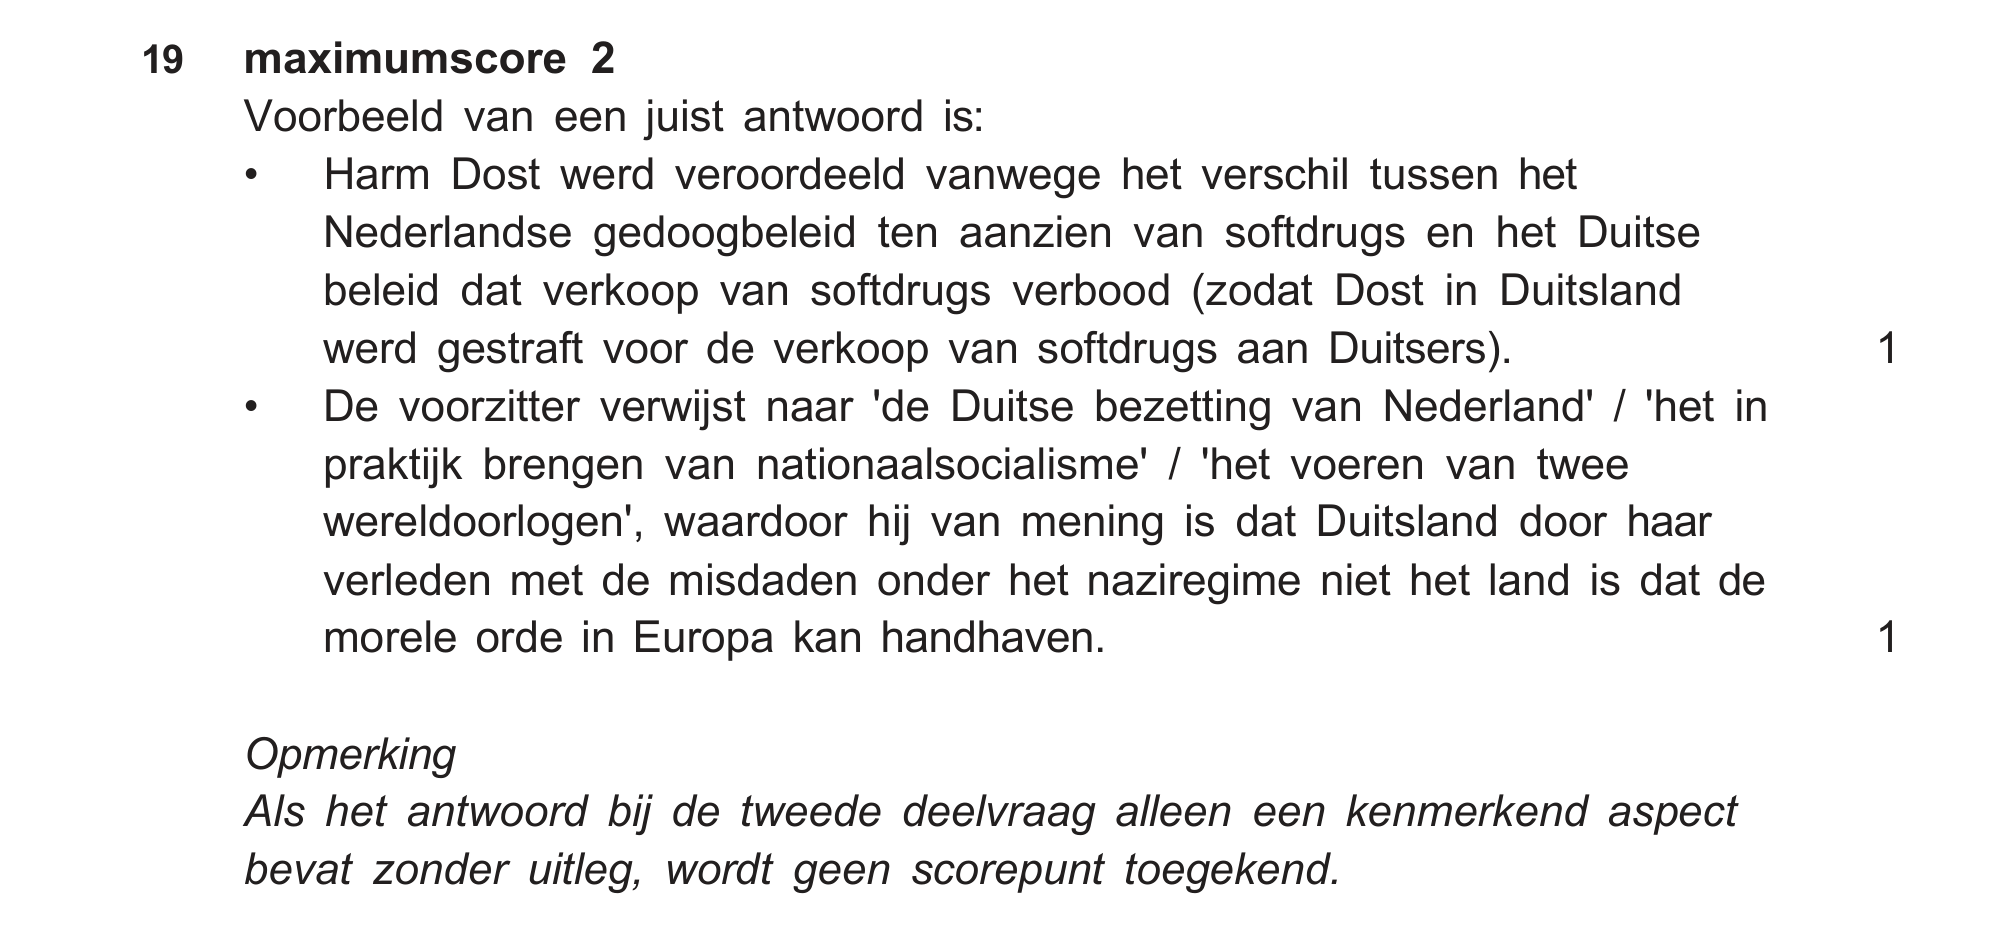 19 maximumscore 2
Voorbeeld van een juist antwoord is:
• Harm Dost werd veroordeeld vanwege het verschil tussen het
Nederlandse gedoogbeleid ten aanzien van softdrugs en het Duitse
beleid dat verkoop van softdrugs verbood (zodat Dost in Duitsland
werd gestraft voor de verkoop van softdrugs aan Duitsers). 1
• De voorzitter verwijst naar 'de Duitse bezetting van Nederland' / 'het in
praktijk brengen van nationaalsocialisme' / 'het voeren van twee
wereldoorlogen', waardoor hij van mening is dat Duitsland door haar
verleden met de misdaden onder het naziregime niet het land is dat de
morele orde in Europa kan handhaven. 1
Opmerking
Als het antwoord bij de tweede deelvraag alleen een kenmerkend aspect
bevat zonder uitleg, wordt geen scorepunt toegekend.